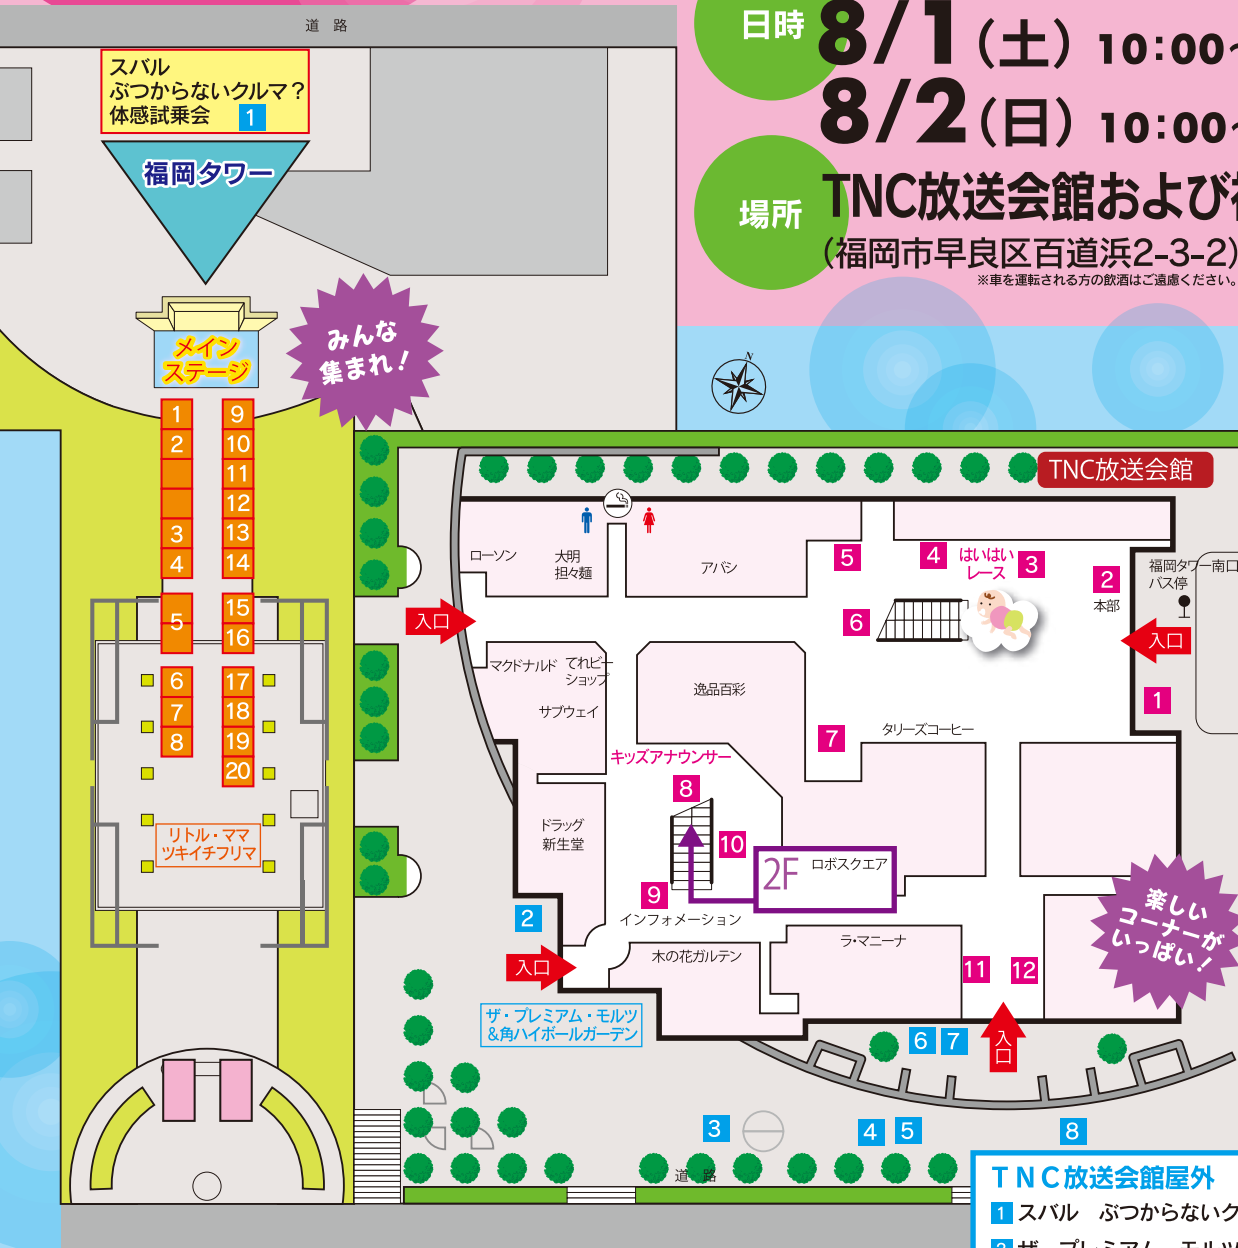 道 路
日時
8/1(土) 10:00~
8/2(日) 10:00~
場所
TNC放送会館および
(福岡市早良区百道浜2-3-2)
※車を運転される方の飲酒はご遠慮ください。
スバル
ぶつからないクルマ?
体感試乗会 1
福岡タワー
メイン
ステージ
みんな
集まれ!
N
1 9
2 10
11
12
3 13
4 14
5 15
16
6 17
7 18
8 19
20
リトル・ママ
ツキイチフリマ
TNC放送会館
ローソン
大明
担々麺
アパシ
5
4
はいはい
レース
3
2
本部
福岡タワー南口
バス停
入口
6
入口
マクドナルド
てれビー
ショップ
サブウェイ
逸品百彩
1
7
タリーズコーヒー
キッズアナウンサー
8
ドラッグ
新生堂
10
2F ロボスクエア
9
インフォメーション
2
入口
木の花ガルテン
ラ・マニーナ
11
12
楽しい
コーナーが
いっぱい!
ザ・プレミアム・モルツ
&角ハイボールガーデン
6 7
入口
3
4 5
8
道 路
TNC放送会館屋外
1 スバル ぶつからないク
2 ザ・プレミアム・モルツ